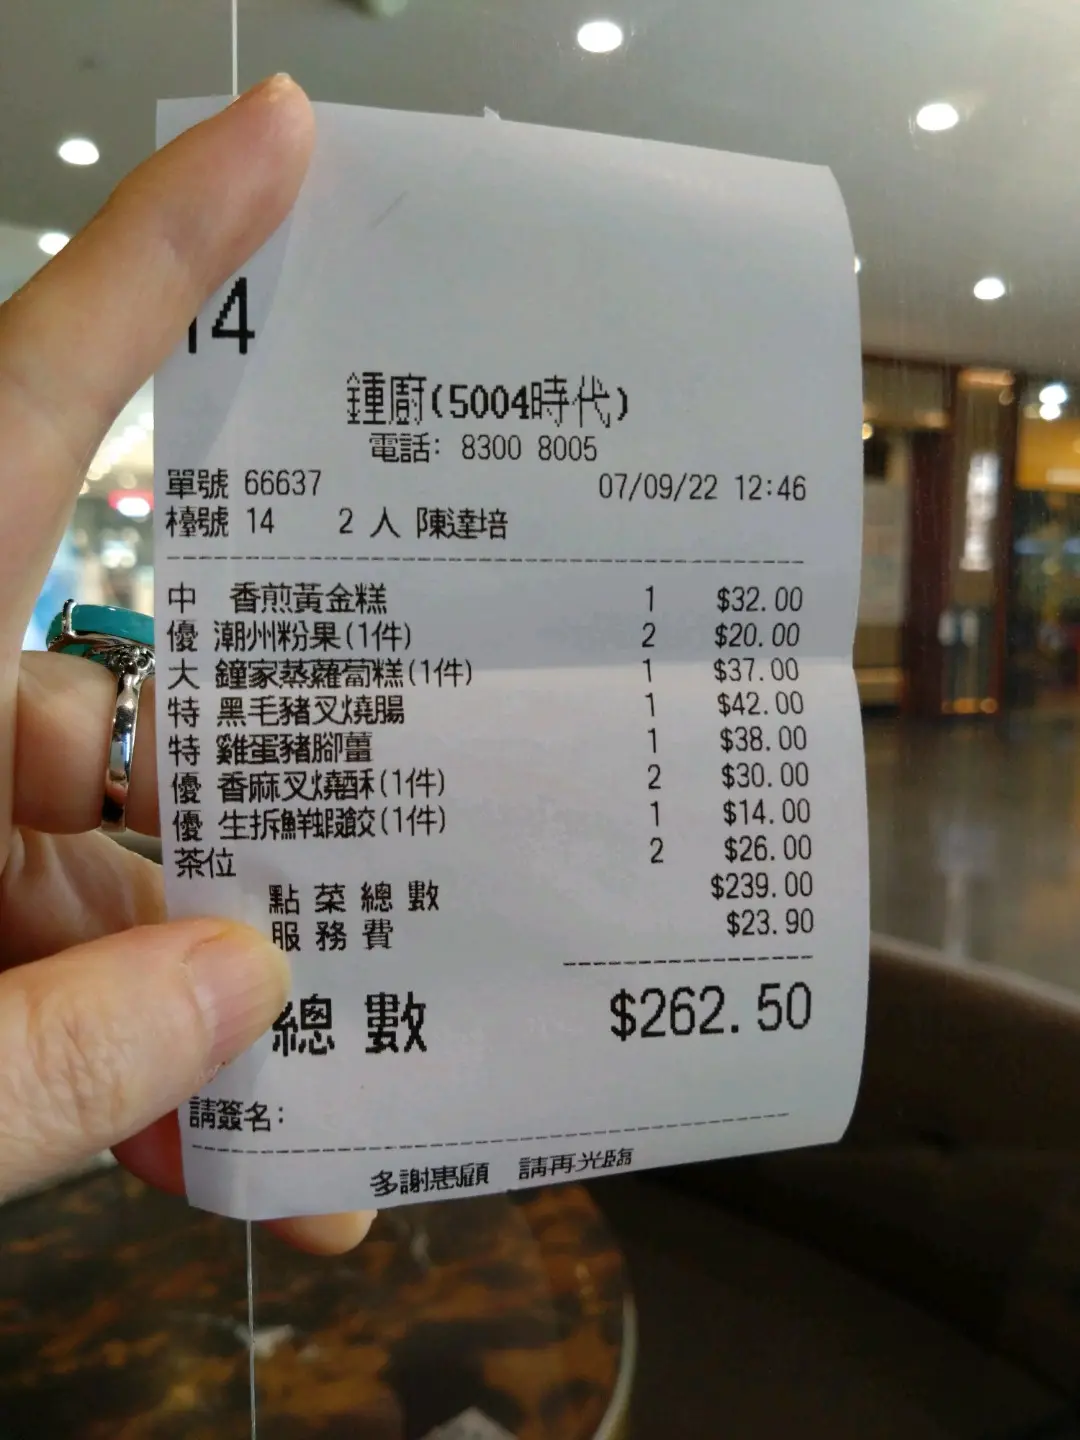 14
鍾廚(5004時代)
電話: 8300 8005
單號 66637 07/09/22 12:46
檯號 14 2 人 陳達培
中 香煎黃金糕 1 $32.00
優 潮州粉果(1件) 2 $20.00
大 鐘家蒸蘿蔔糕(1件) 1 $37.00
特 黑毛豬叉燒腸 1 $42.00
特 雞蛋豬腳薑 1 $38.00
優 香麻叉燒酥(1件) 2 $30.00
優 生拆鮮蝦餃(1件) 1 $14.00
茶位 2 $26.00
點菜總數 $239.00
服務費 $23.90
總數 $262.50
請簽名:
多謝惠顧 請再光臨